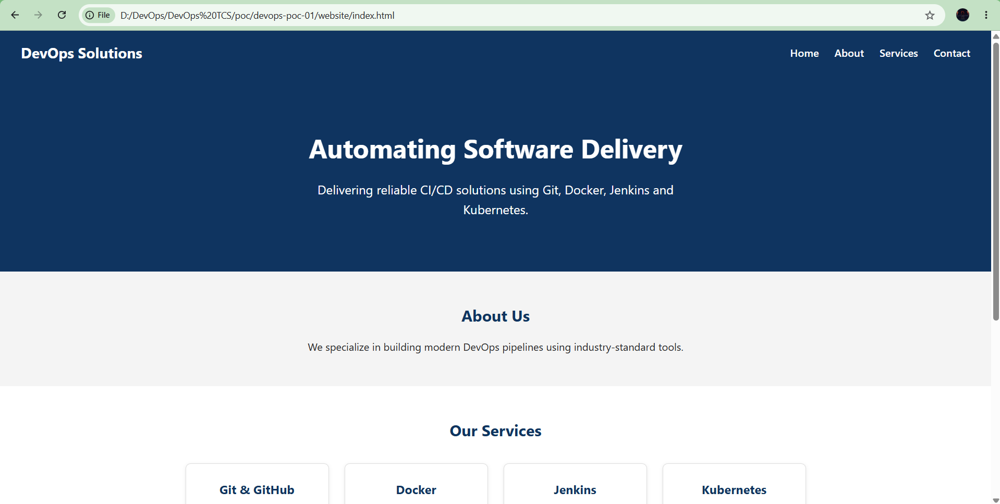 File D:/DevOps/DevOps%20TCS/poc/devops-poc-01/website/index.html
DevOps Solutions Home About Services Contact
Automating Software Delivery
Delivering reliable CI/CD solutions using Git, Docker, Jenkins and
Kubernetes.
About Us
We specialize in building modern DevOps pipelines using industry-standard tools.
Our Services
Git & GitHub Docker Jenkins Kubernetes